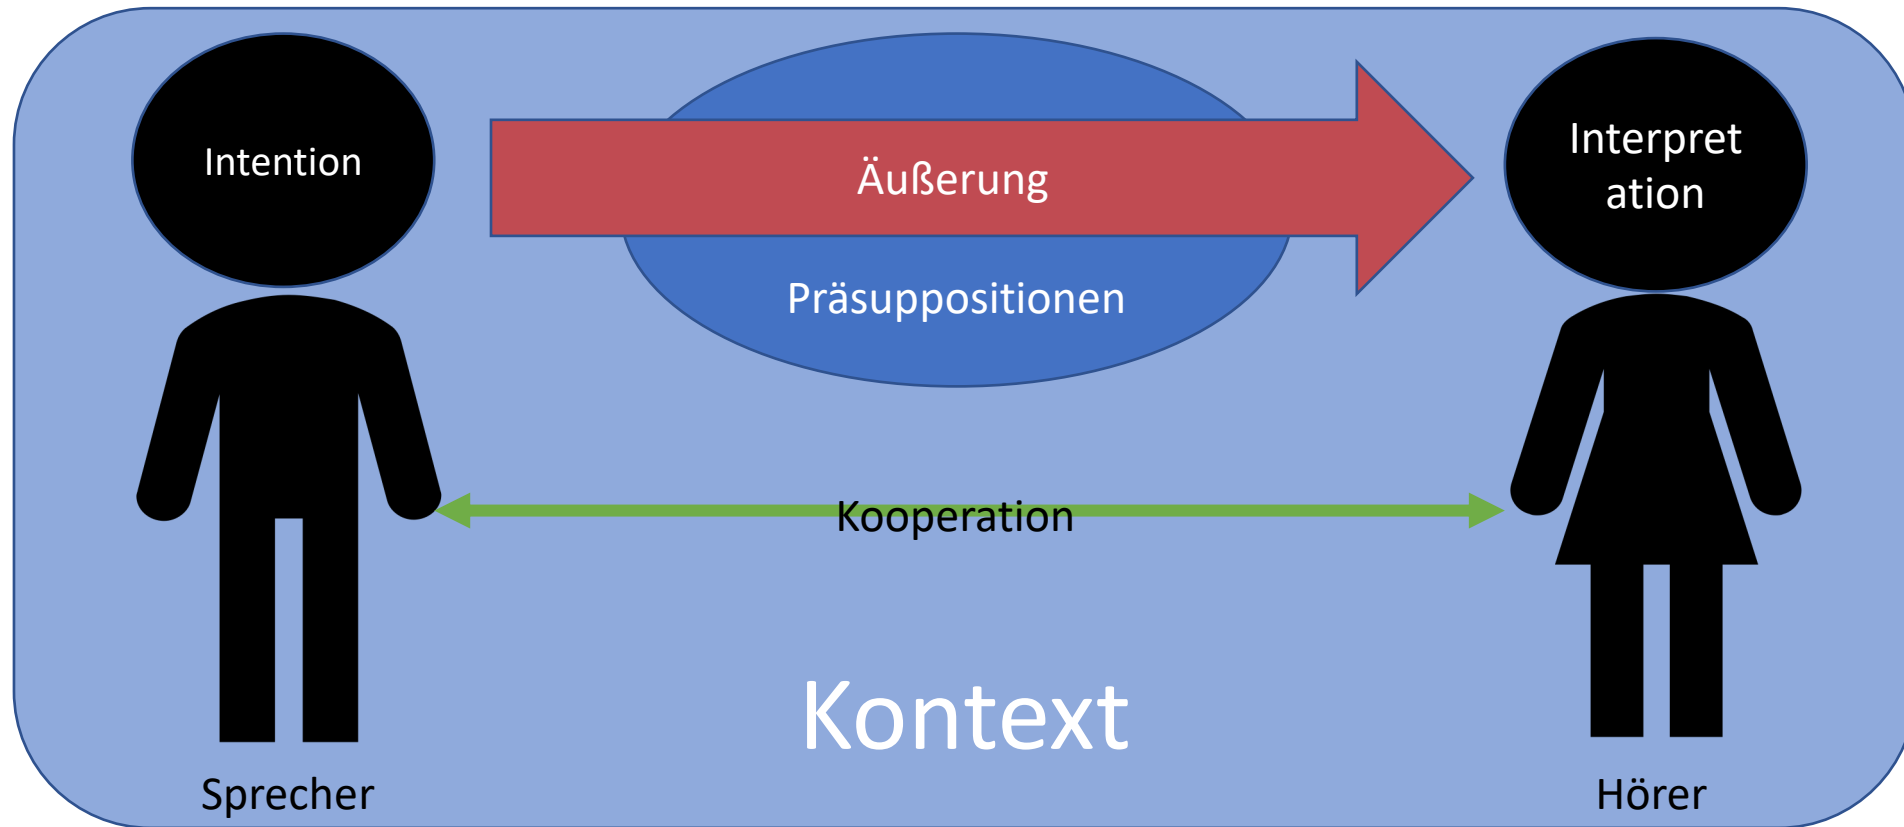 Intention
Äußerung
Interpret
ation
Präsuppositionen
Kooperation
Kontext
Sprecher
Hörer